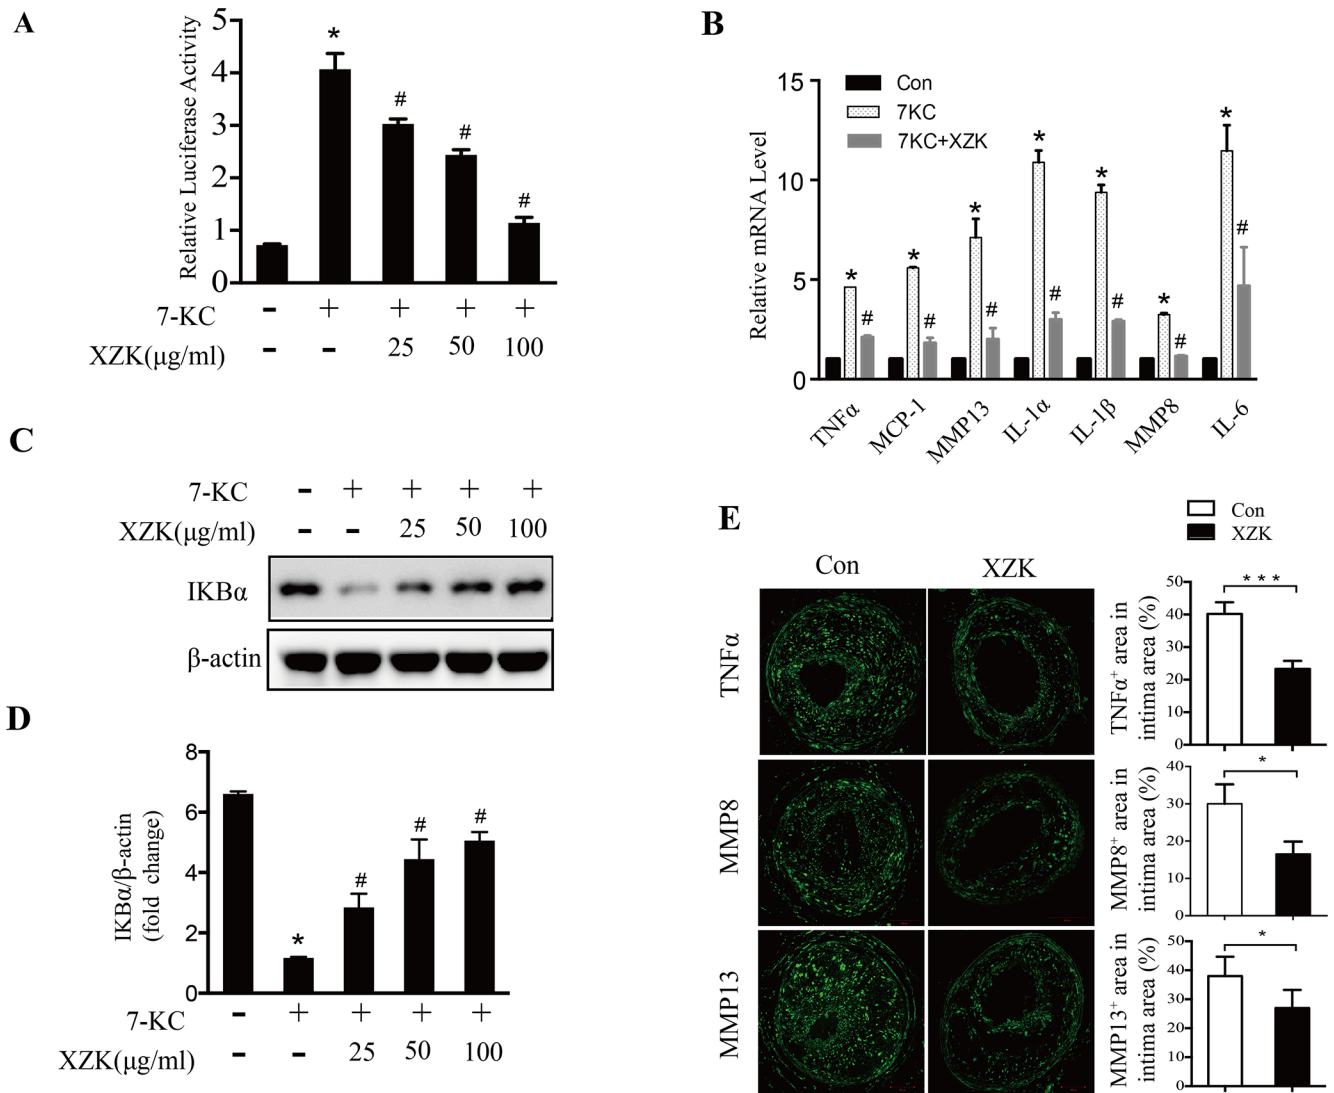 A
Relative Luciferase Activity
5
4
3
2
1
0
*
#
#
#
7-KC - + + + +
XZK(µg/ml) - - 25 50 100
B
Relative mRNA Level
15
10
5
0
Con
7KC
7KC+XZK
* # * # * # * # * # * # * #
TNFα MCP-1 MMP13 IL-1α IL-1β MMP8 IL-6
C
7-KC - + + + +
XZK(µg/ml) - - 25 50 100
IKBα
β-actin
D
IKBα/β-actin
(fold change)
8
6
4
2
0
*
#
#
#
7-KC - + + + +
XZK(µg/ml) - - 25 50 100
E
Con
XZK
Con XZK
TNFα
MMP8
MMP13
TNFα⁺ area in
intima area (%)
50
40
30
20
10
0
***
MMP8⁺ area in
intima area (%)
40
30
20
10
0
*
MMP13⁺ area in
intima area (%)
50
40
30
20
10
0
*